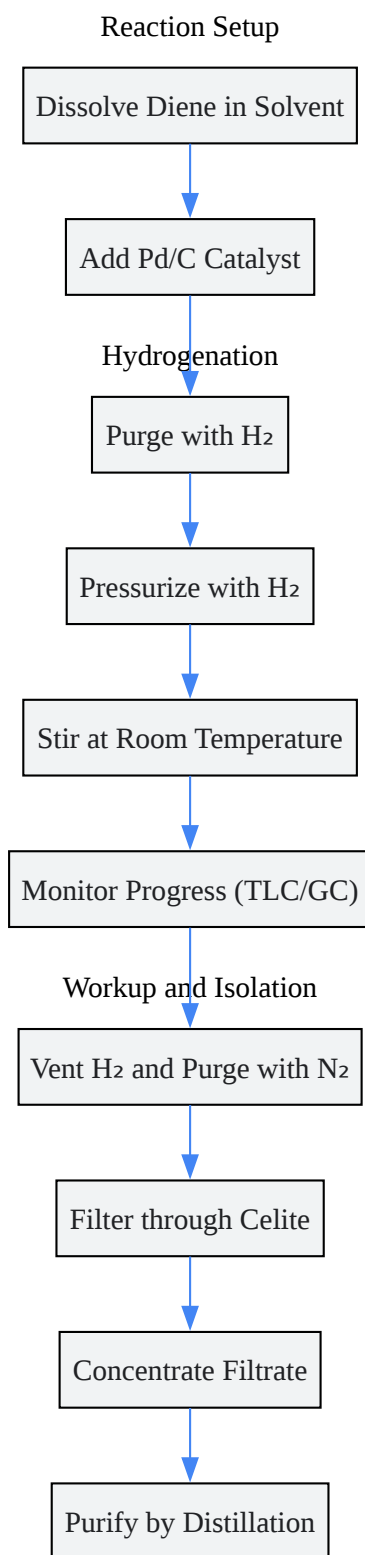 Reaction Setup
Dissolve Diene in Solvent
Add Pd/C Catalyst
Hydrogenation
Purge with H₂
Pressurize with H₂
Stir at Room Temperature
Monitor Progress (TLC/GC)
Workup and Isolation
Vent H₂ and Purge with N₂
Filter through Celite
Concentrate Filtrate
Purify by Distillation